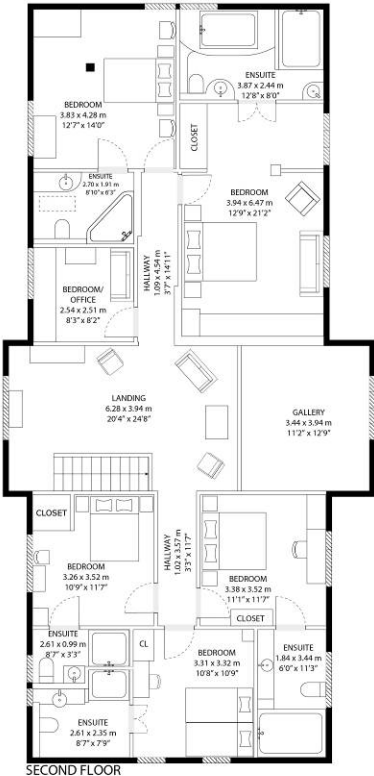 ENSUITE
3.87 x 2.44 m
12'8" x 8'0"
BEDROOM
3.83 x 4.28 m
12'7" x 14'0"
CLOSET
ENSUITE
2.70 x 1.91 m
8'10" x 6'3"
BEDROOM
3.94 x 6.47 m
12'9" x 21'2"
HALLWAY
1.09 x 4.54 m
3'7" x 14'11"
BEDROOM/
OFFICE
2.54 x 2.51 m
8'3" x 8'2"
LANDING
6.28 x 3.94 m
20'4" x 24'8"
GALLERY
3.44 x 3.94 m
11'2" x 12'9"
CLOSET
HALLWAY
1.02 x 3.57 m
3'3" x 11'7"
BEDROOM
3.26 x 3.52 m
10'9" x 11'7"
BEDROOM
3.38 x 3.52 m
11'1" x 11'7"
CLOSET
ENSUITE
2.61 x 0.99 m
8'7" x 3'3"
CL
BEDROOM
3.31 x 3.32 m
10'8" x 10'9"
ENSUITE
1.84 x 3.44 m
6'0" x 11'3"
ENSUITE
2.61 x 2.35 m
8'7" x 7'9"
SECOND FLOOR